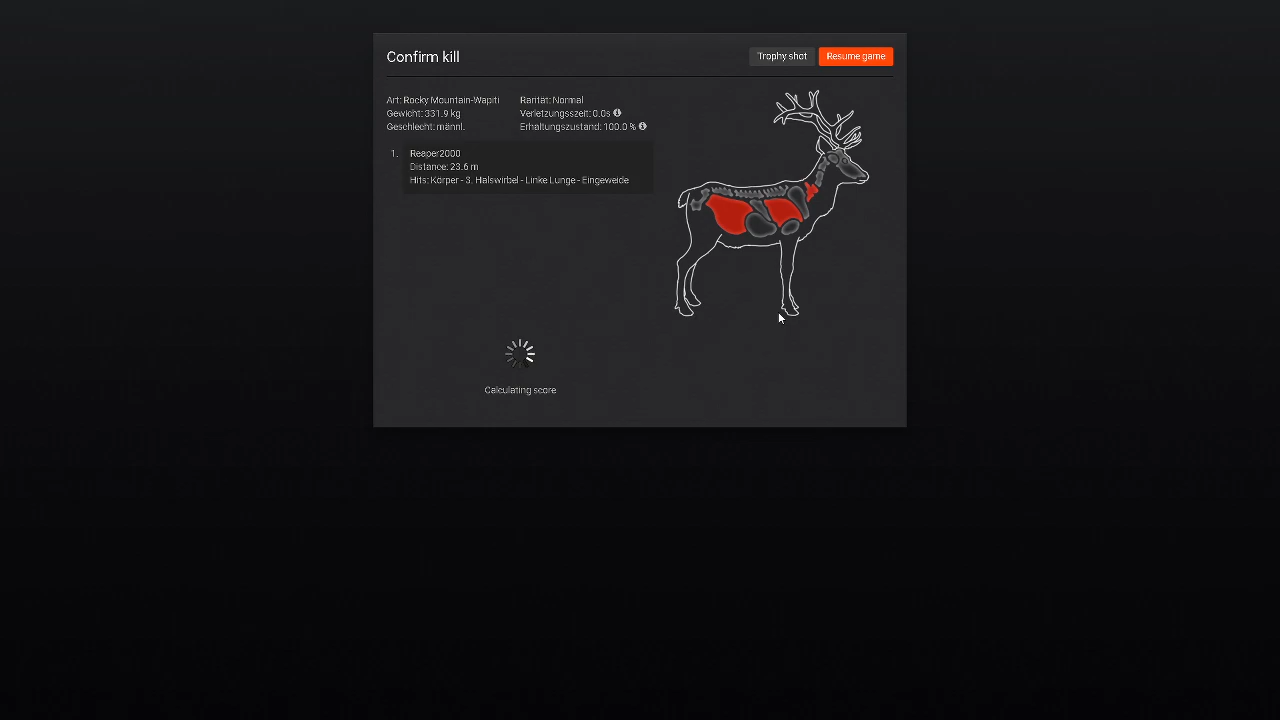 Confirm kill
Trophy shot
Resume game
Art: Rocky Mountain-Wapiti
Gewicht: 331.9 kg
Geschlecht: männl.
Rarität: Normal
Verletzungsszeit: 0.0s
Erhaltungszustand: 100.0 %
1. Reaper2000
Distance: 23.6 m
Hits: Körper - 3. Halswirbel - Linke Lunge - Eingeweide
Calculating score